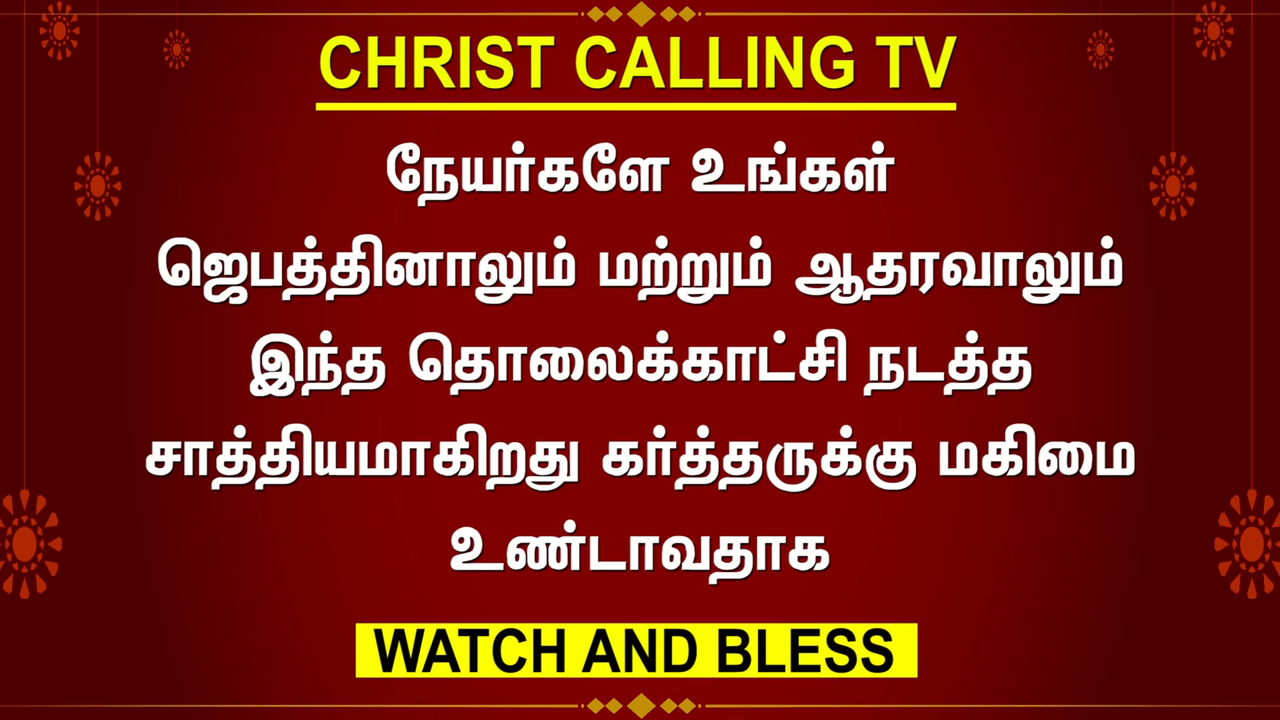 CHRIST CALLING TV
நேயர்களே உங்கள்
ஜெபத்தினாலும் மற்றும் ஆதரவாலும்
இந்த தொலைக்காட்சி நடத்த
சாத்தியமாகிறது கர்த்தருக்கு மகிமை
உண்டாவதாக
WATCH AND BLESS